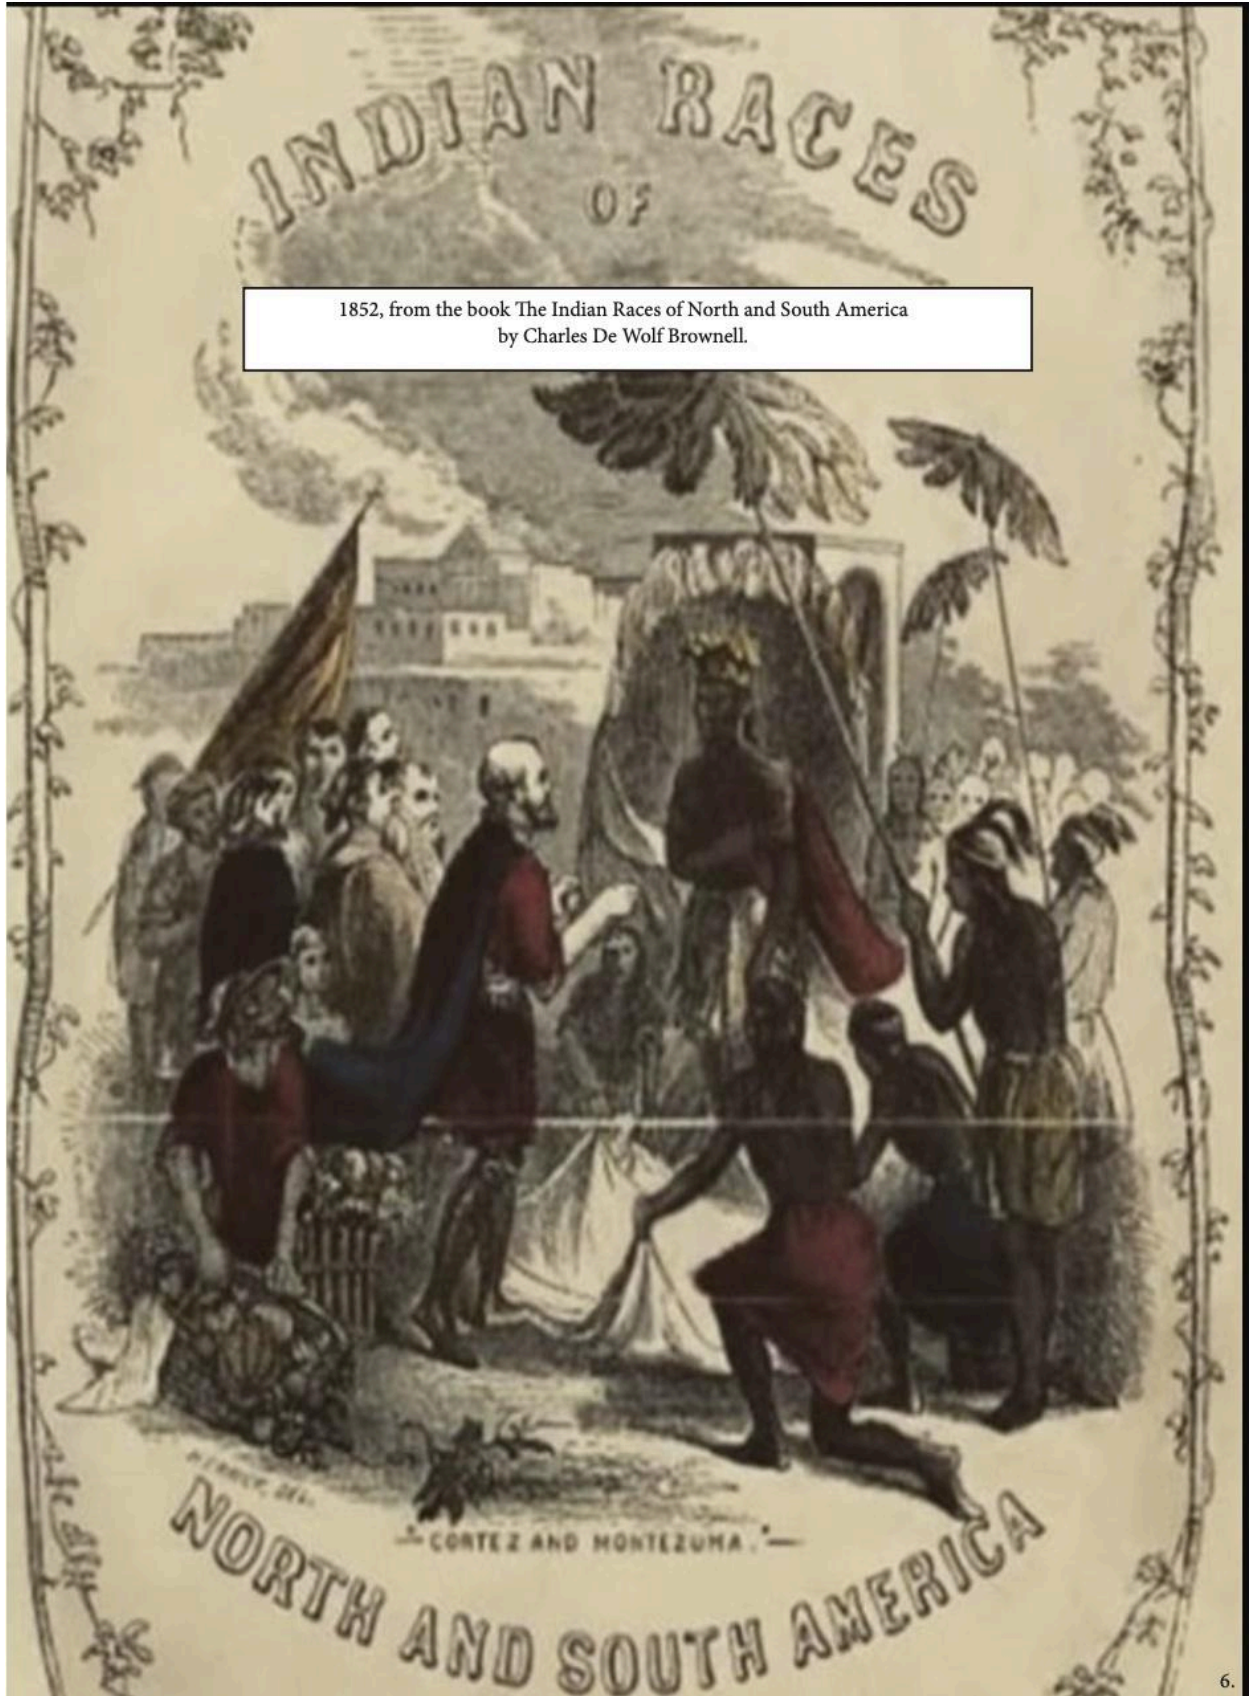 INDIAN RACES
OF
1852, from the book The Indian Races of North and South America
by Charles De Wolf Brownell.
CORTEZ AND MONTEZUMA.
NORTH AND SOUTH AMERICA
6.